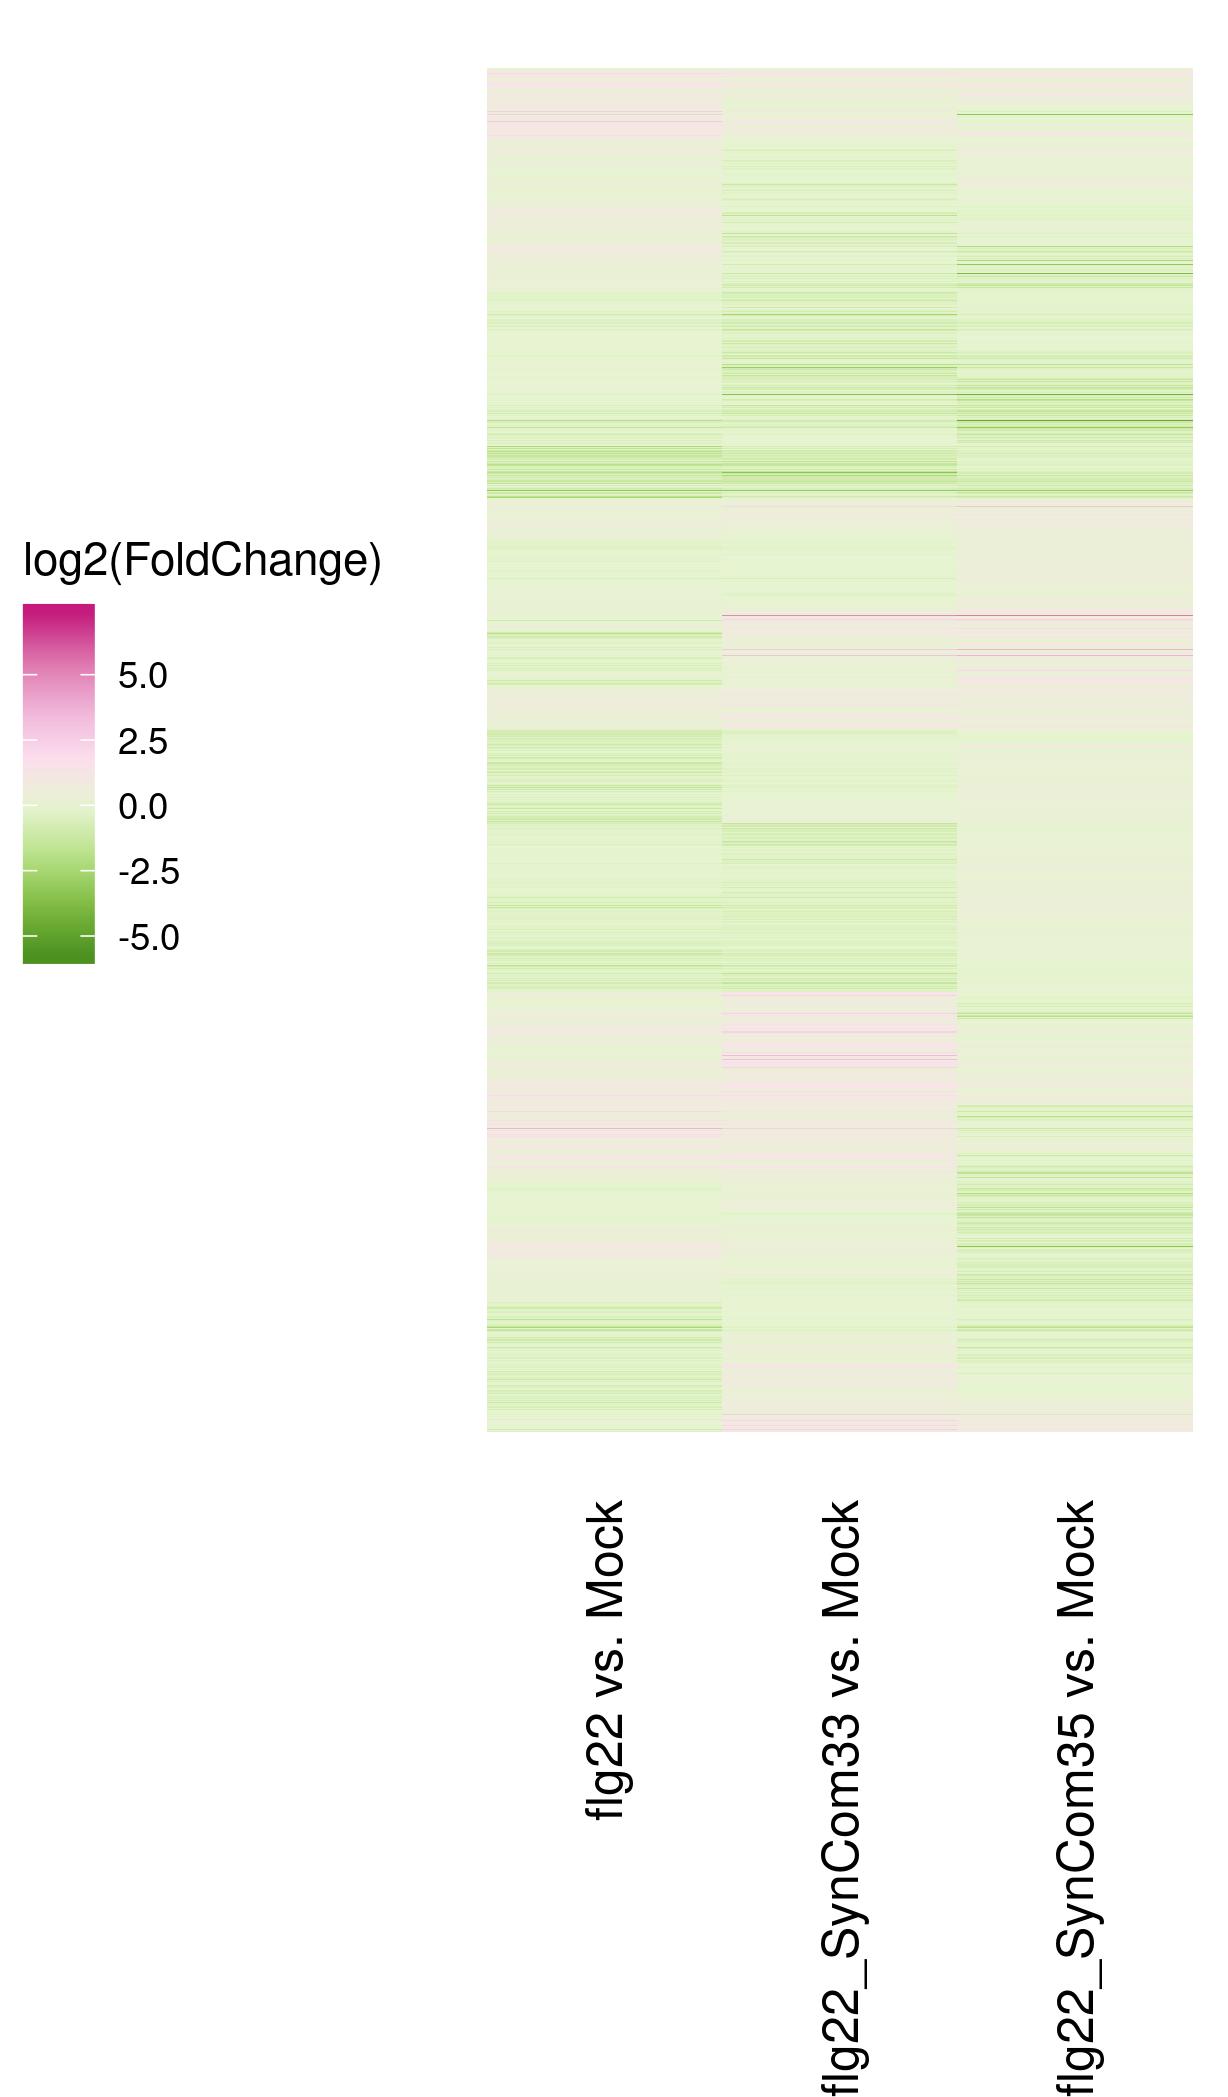 log2(FoldChange)
5.0
2.5
0.0
-2.5
-5.0
flg22 vs. Mock
flg22_SynCom33 vs. Mock
flg22_SynCom35 vs. Mock